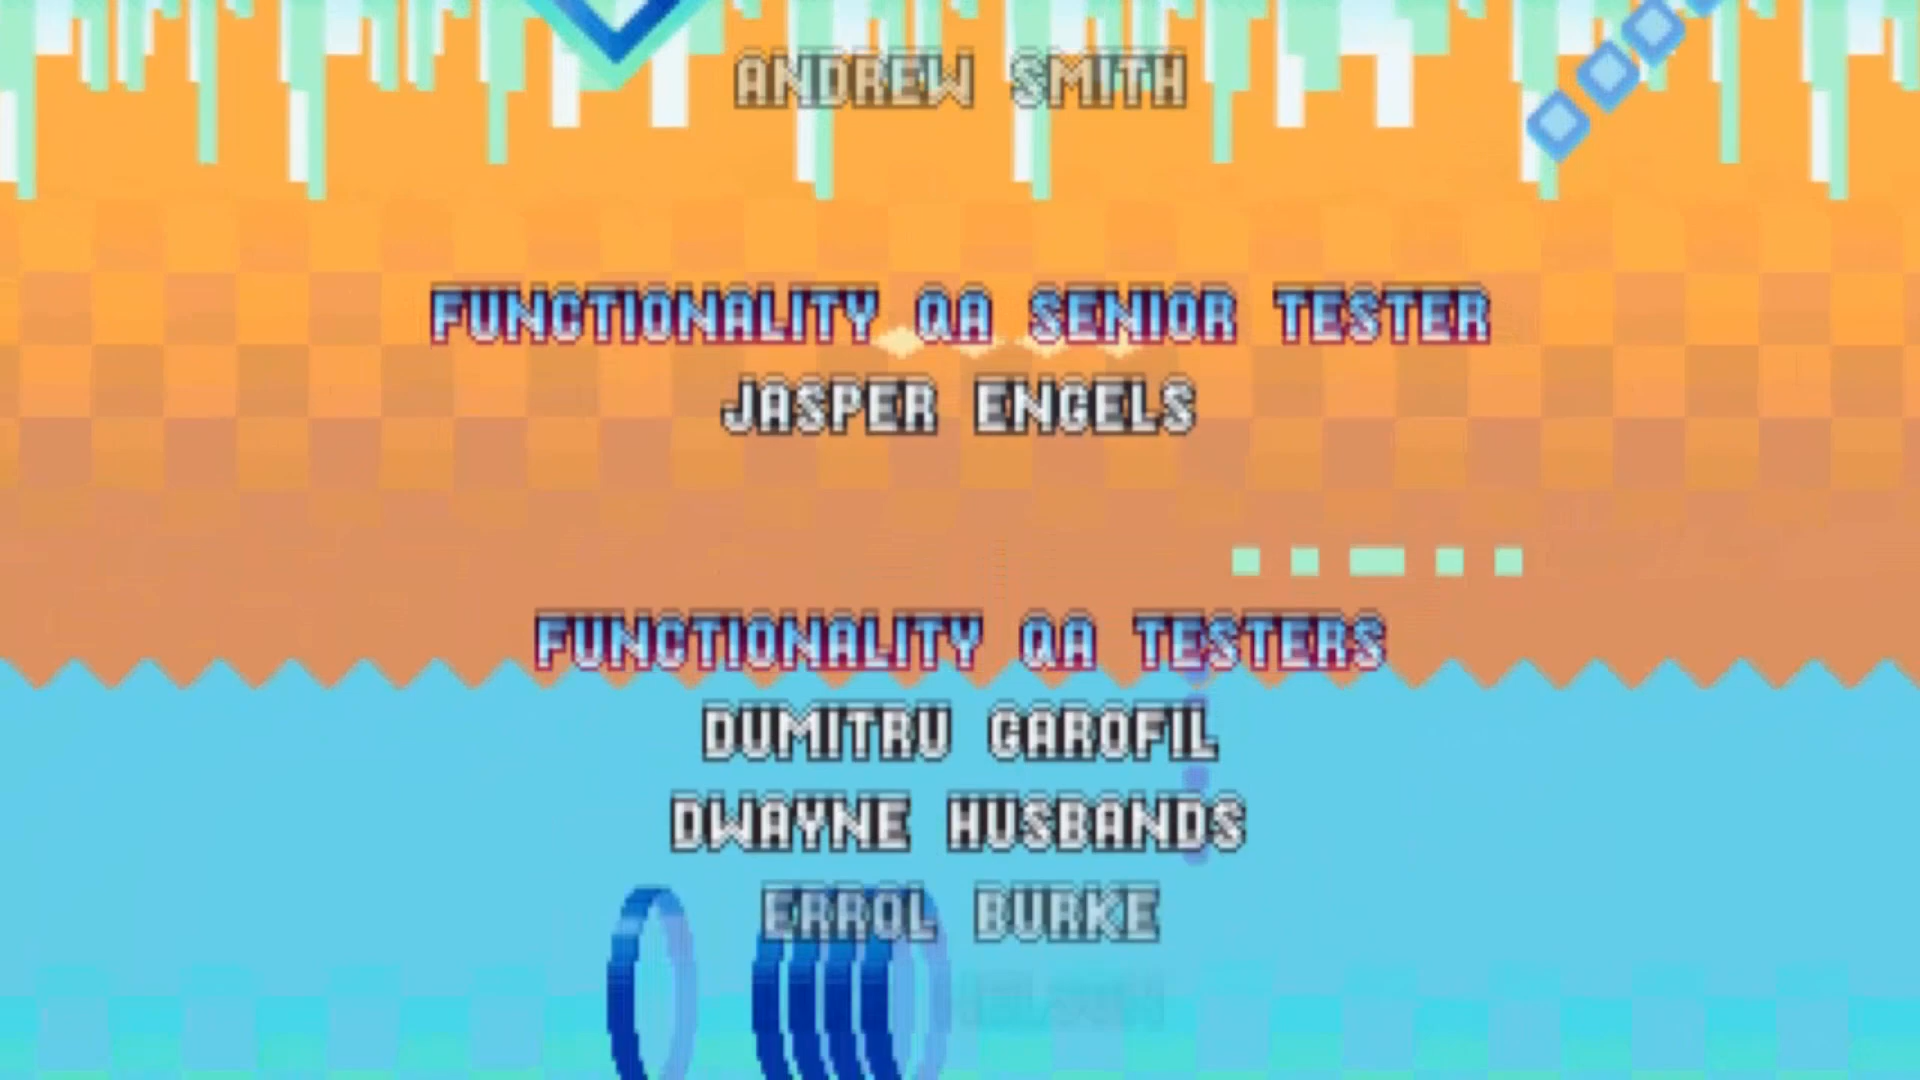 ANDREW SMITH
FUNCTIONALITY QA SENIOR TESTER
JASPER ENGELS
FUNCTIONALITY QA TESTERS
DUMITRU GAROFIL
DWAYNE HUSBANDS
ERROL BURKE